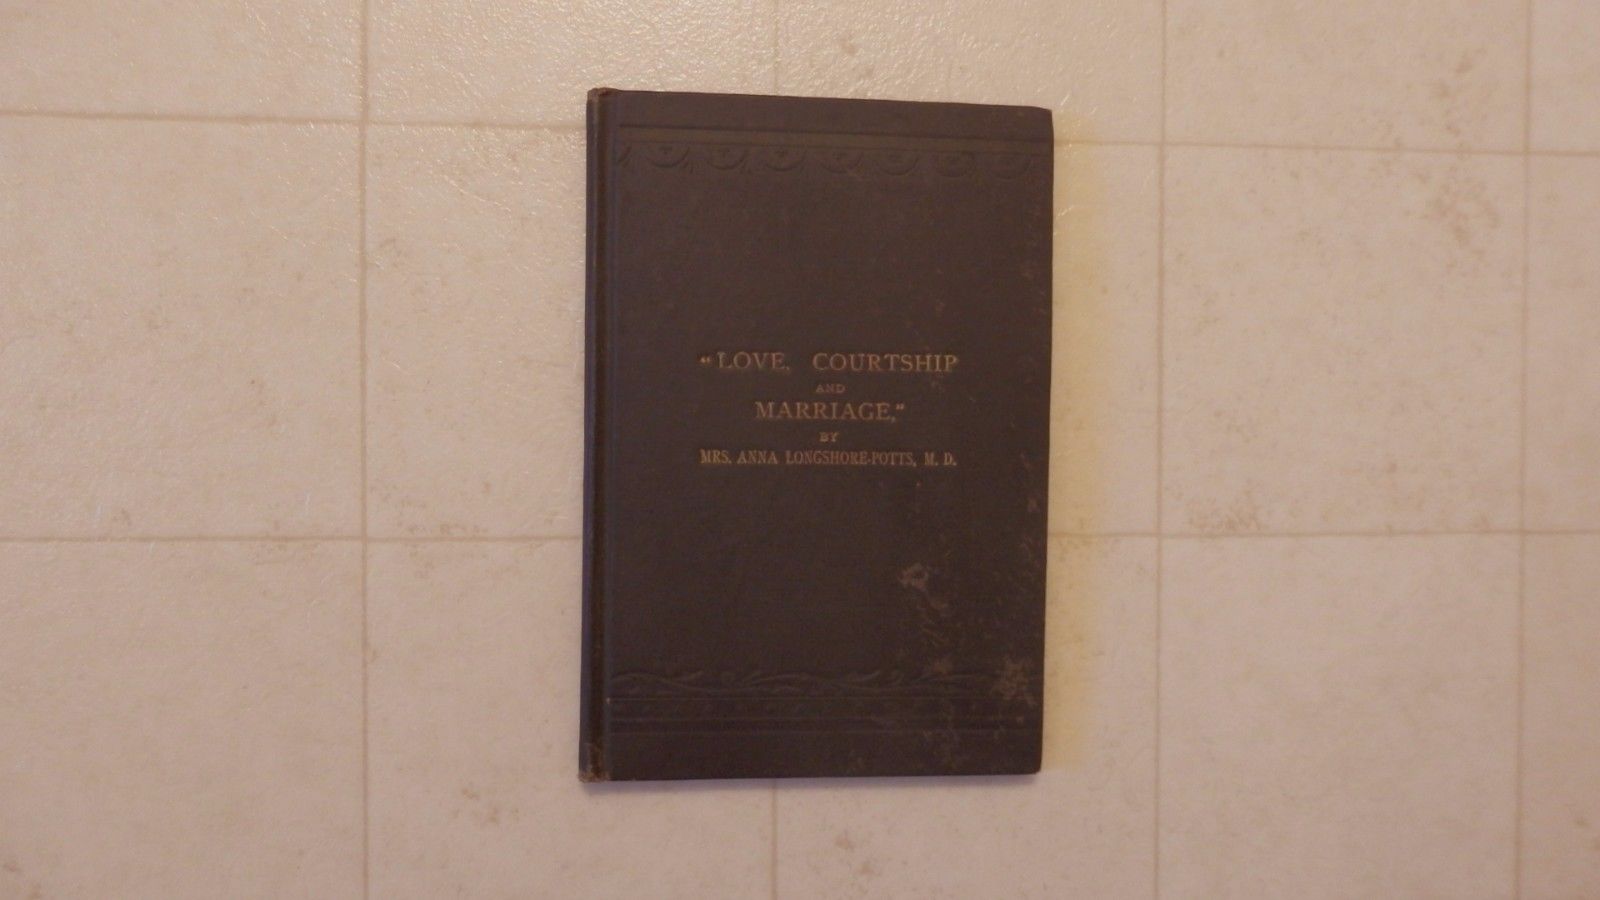 "LOVE, COURTSHIP
AND
MARRIAGE,"
BY
MRS. ANNA LONGSHORE-POTTS, M. D.